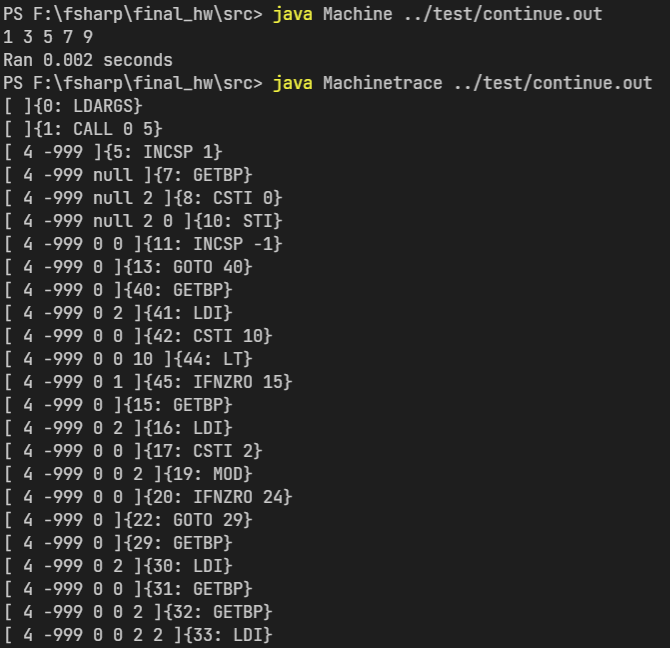 PS F:\fsharp\final_hw\src> java Machine ../test/continue.out
1 3 5 7 9
Ran 0.002 seconds
PS F:\fsharp\final_hw\src> java Machinetrace ../test/continue.out
[ ]{0: LDARGS}
[ ]{1: CALL 0 5}
[ 4 -999 ]{5: INCSP 1}
[ 4 -999 null ]{7: GETBP}
[ 4 -999 null 2 ]{8: CSTI 0}
[ 4 -999 null 2 0 ]{10: STI}
[ 4 -999 0 0 ]{11: INCSP -1}
[ 4 -999 0 ]{13: GOTO 40}
[ 4 -999 0 ]{40: GETBP}
[ 4 -999 0 2 ]{41: LDI}
[ 4 -999 0 0 ]{42: CSTI 10}
[ 4 -999 0 0 10 ]{44: LT}
[ 4 -999 0 1 ]{45: IFNZRO 15}
[ 4 -999 0 ]{15: GETBP}
[ 4 -999 0 2 ]{16: LDI}
[ 4 -999 0 0 ]{17: CSTI 2}
[ 4 -999 0 0 2 ]{19: MOD}
[ 4 -999 0 0 ]{20: IFNZRO 24}
[ 4 -999 0 ]{22: GOTO 29}
[ 4 -999 0 ]{29: GETBP}
[ 4 -999 0 2 ]{30: LDI}
[ 4 -999 0 0 ]{31: GETBP}
[ 4 -999 0 0 2 ]{32: GETBP}
[ 4 -999 0 0 2 2 ]{33: LDI}